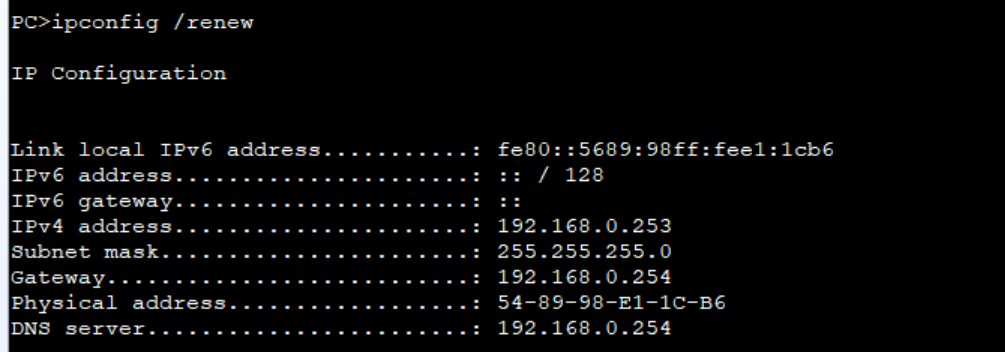 PC>ipconfig /renew
IP Configuration
Link local IPv6 address...........: fe80::5689:98ff:fee1:1cb6
IPv6 address......................: :: / 128
IPv6 gateway......................: ::
IPv4 address......................: 192.168.0.253
Subnet mask.......................: 255.255.255.0
Gateway...........................: 192.168.0.254
Physical address..................: 54-89-98-E1-1C-B6
DNS server........................: 192.168.0.254